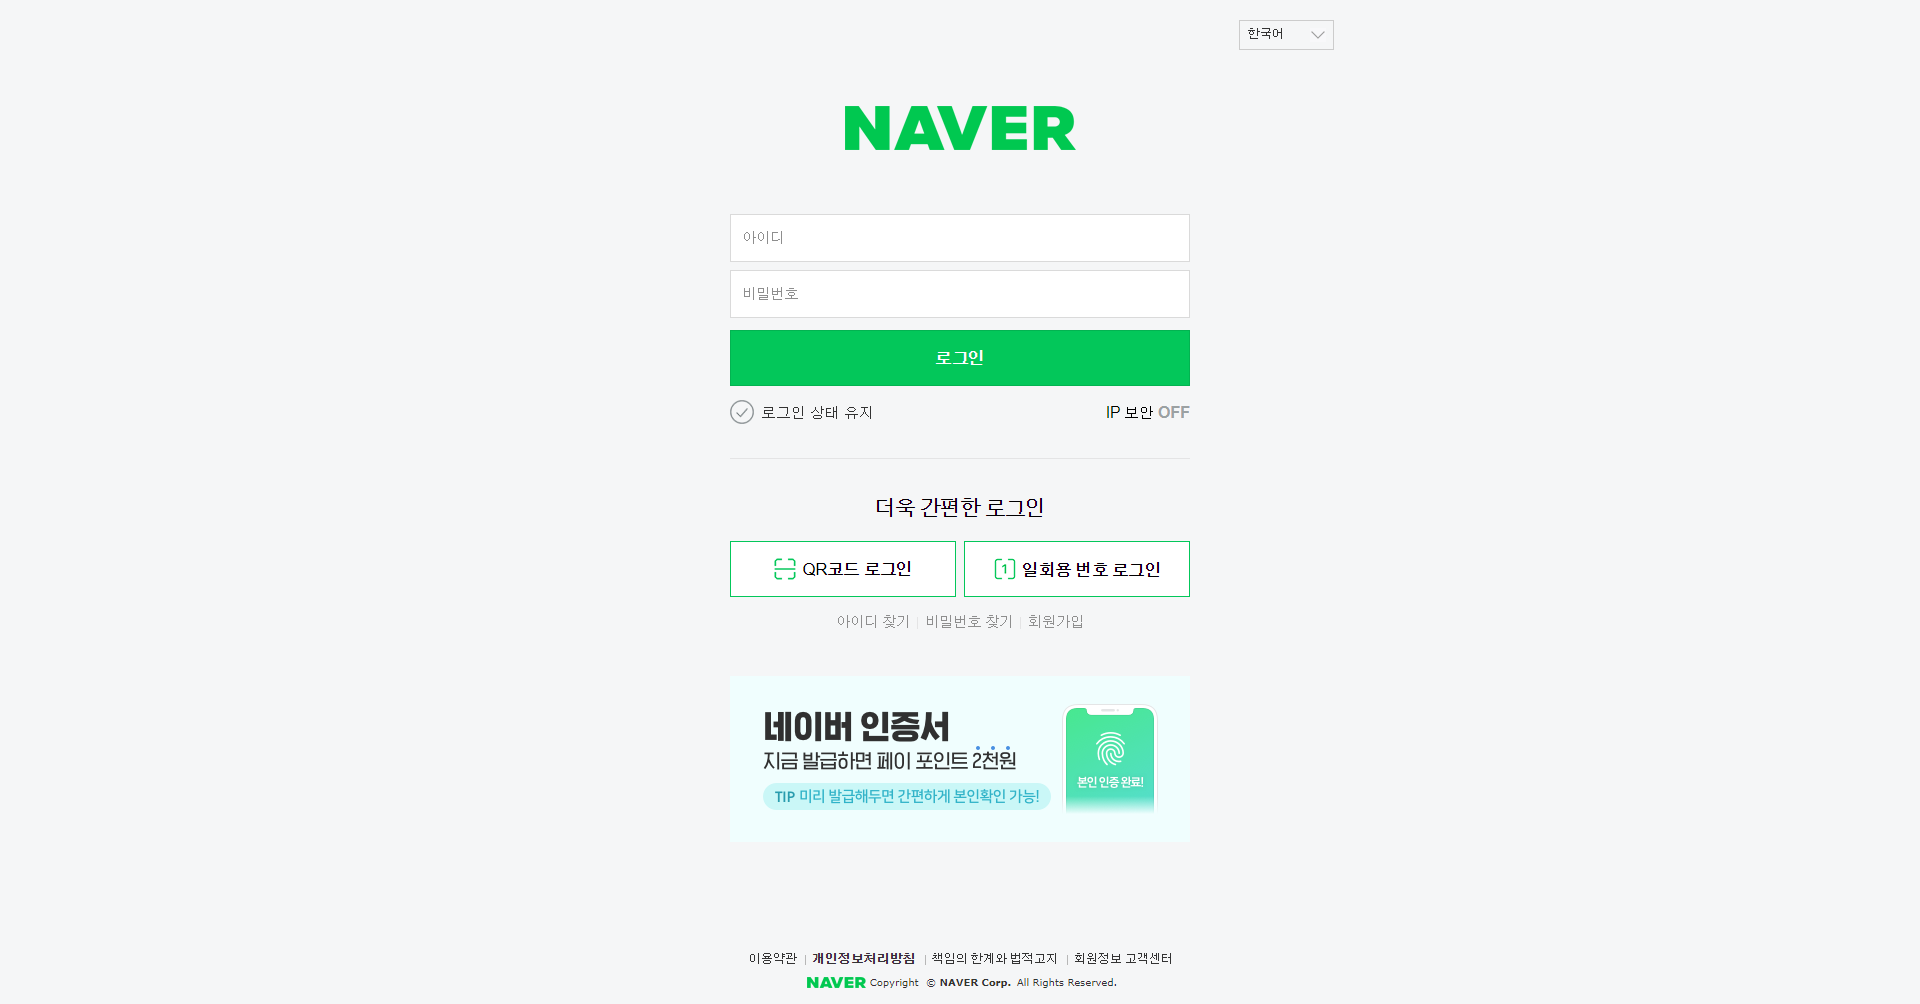 한국어
NAVER
아이디
비밀번호
로그인
로그인 상태 유지 IP 보안 OFF
더욱 간편한 로그인
QR코드 로그인 1 일회용 번호 로그인
아이디 찾기 비밀번호 찾기 회원가입
네이버 인증서
지금 발급하면 페이 포인트 2천원
TIP 미리 발급해두면 간편하게 본인확인 가능!
본인 인증 완료!
이용약관 개인정보처리방침 책임의 한계와 법적고지 회원정보 고객센터
NAVER Copyright © NAVER Corp. All Rights Reserved.